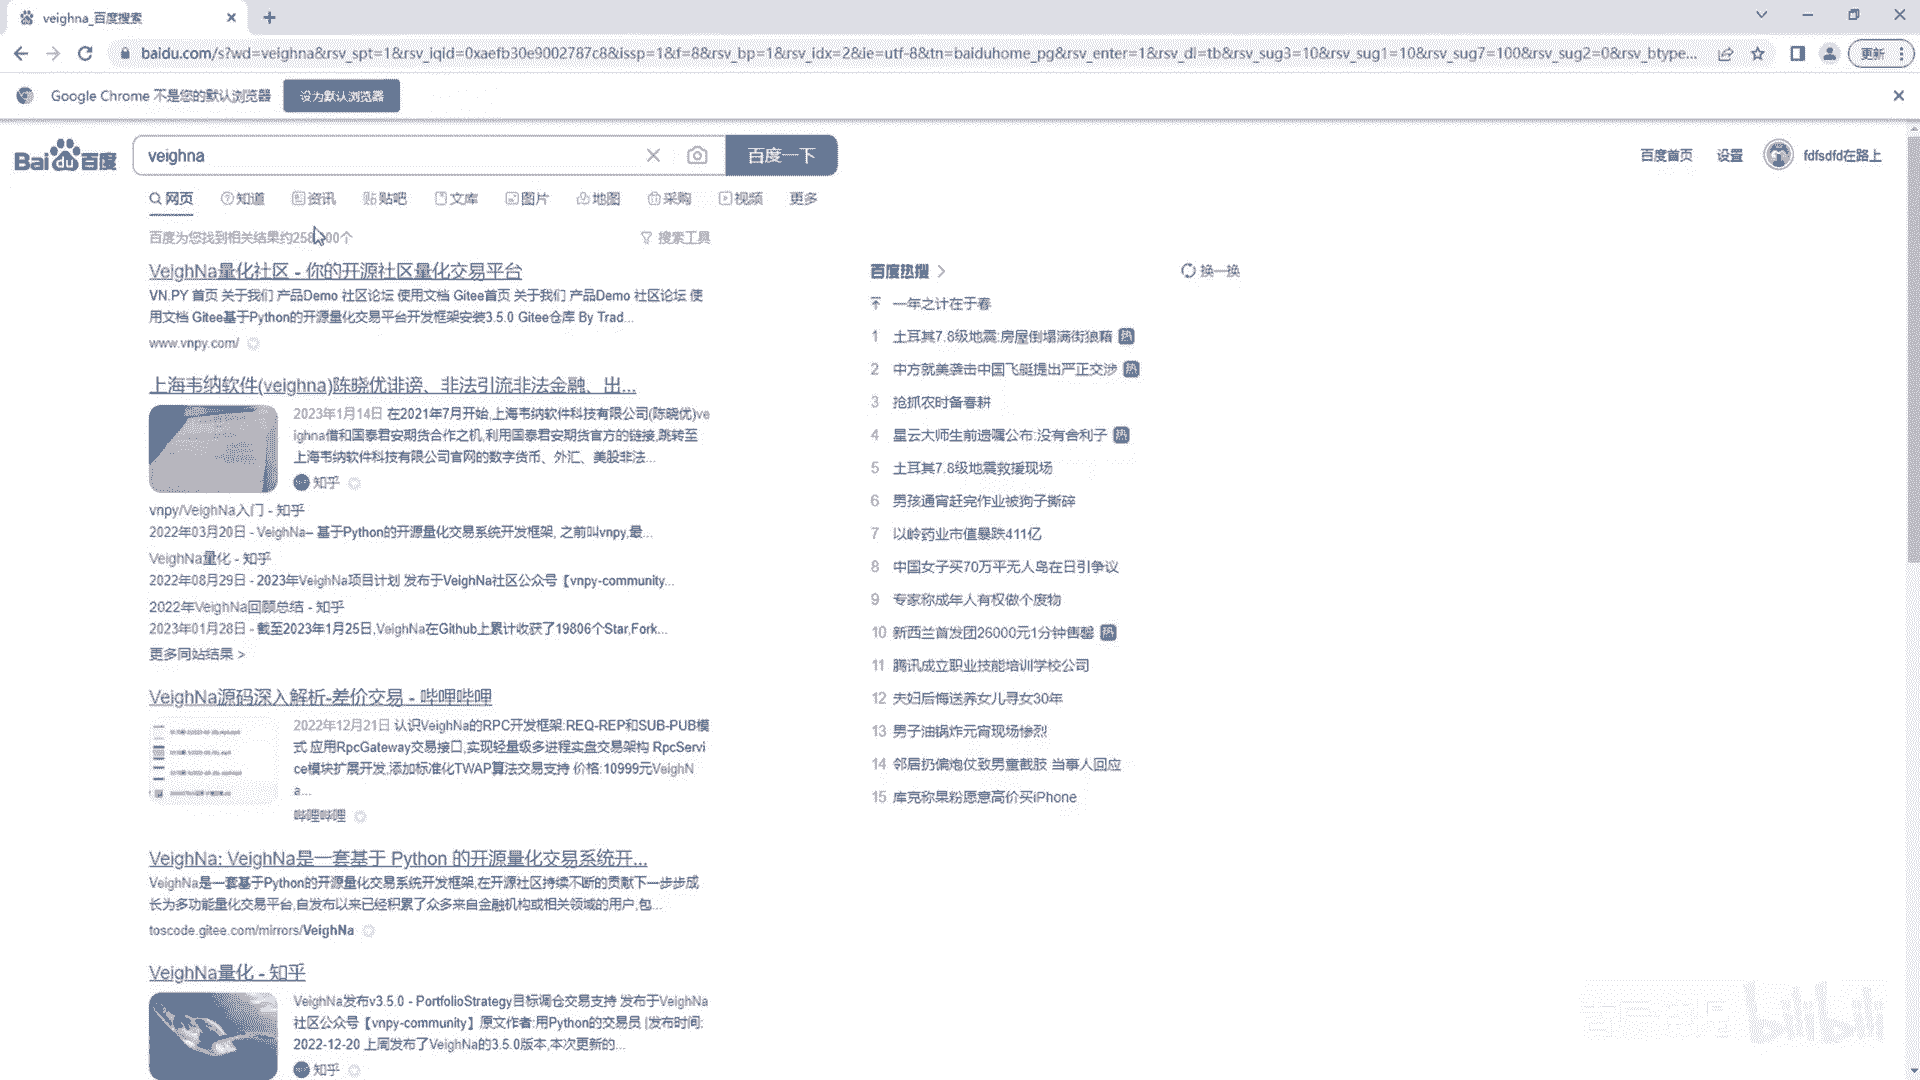 veighna_百度搜索
baidu.com/s?wd=veighna&rsv_spt=1&rsv_iqid=0xaefb30e9002787c8&issp=1&f=8&rsv_bp=1&rsv_idx=2&ie=utf-8&tn=baiduhome_pg&rsv_enter=1&rsv_dl=tb&rsv_sug3=10&rsv_sug1=10&rsv_sug7=100&rsv_sug2=0&rsv_btype...
更新
Google Chrome 不是您的默认浏览器
设为默认浏览器
Bai du 百度
veighna
百度一下
百度首页
设置
fdfsdfd在路上
网页 知道 资讯 贴吧 文库 图片 地图 采购 视频 更多
百度为您找到相关结果约25 00个
搜索工具
VeighNa量化社区 - 你的开源社区量化交易平台
VN.PY 首页 关于我们 产品Demo 社区论坛 使用文档 Gitee首页 关于我们 产品Demo 社区论坛 使
用文档 Gitee基于Python的开源量化交易平台开发框架安装3.5.0 Gitee仓库 By Trad...
www.vnpy.com/
上海韦纳软件(veighna)陈晓优诽谤、非法引流非法金融、出...
2023年1月14日 在2021年7月开始,上海韦纳软件科技有限公司(陈晓优)ve
ighna借和国泰君安期货合作之机,利用国泰君安期货官方的链接,跳转至
上海韦纳软件科技有限公司官网的数字货币、外汇、美股非法...
知乎
vnpy/VeighNa入门 - 知乎
2022年03月20日 - VeighNa– 基于Python的开源量化交易系统开发框架, 之前叫vnpy,最...
VeighNa量化 - 知乎
2022年08月29日 - 2023年VeighNa项目计划 发布于VeighNa社区公众号【vnpy-community...
2022年VeighNa回顾总结 - 知乎
2023年01月28日 - 截至2023年1月25日,VeighNa在Github上累计收获了19806个Star,Fork...
更多同站结果 >
VeighNa源码深入解析-差价交易 - 哔哩哔哩
2022年12月21日 认识VeighNa的RPC开发框架:REQ-REP和SUB-PUB模
式 应用RpcGateway交易接口,实现轻量级多进程实盘交易架构 RpcServi
ce模块扩展开发,添加标准化TWAP算法交易支持 价格:10999元VeighN
a...
哔哩哔哩
VeighNa: VeighNa是一套基于 Python 的开源量化交易系统开...
VeighNa是一套基于Python的开源量化交易系统开发框架,在开源社区持续不断的贡献下一步步成
长为多功能量化交易平台,自发布以来已经积累了众多来自金融机构或相关领域的用户,包...
toscode.gitee.com/mirrors/VeighNa
VeighNa量化 - 知乎
VeighNa发布v3.5.0 - PortfolioStrategy目标调仓交易支持 发布于VeighNa
社区公众号【vnpy-community】原文作者:用Python的交易员 |发布时间:
2022-12-20 上周发布了VeighNa的3.5.0版本,本次更新的...
知乎
百度热搜
换一换
一年之计在于春
1 土耳其7.8级地震:房屋倒塌满街狼藉 热
2 中方就美袭击中国飞艇提出严正交涉 热
3 抢抓农时备春耕
4 星云大师生前遗嘱公布:没有舍利子 热
5 土耳其7.8级地震救援现场
6 男孩通宵赶完作业被狗子撕碎
7 以岭药业市值暴跌411亿
8 中国女子买70万平无人岛在日引争议
9 专家称成年人有权做个废物
10 新西兰首发团26000元1分钟售罄 热
11 腾讯成立职业技能培训学校公司
12 夫妇后悔送养女儿寻女30年
13 男子油锅炸元宵现场惨烈
14 邻居扔偏炮仗致男童截肢 当事人回应
15 库克称果粉愿意高价买iPhone
bilibili